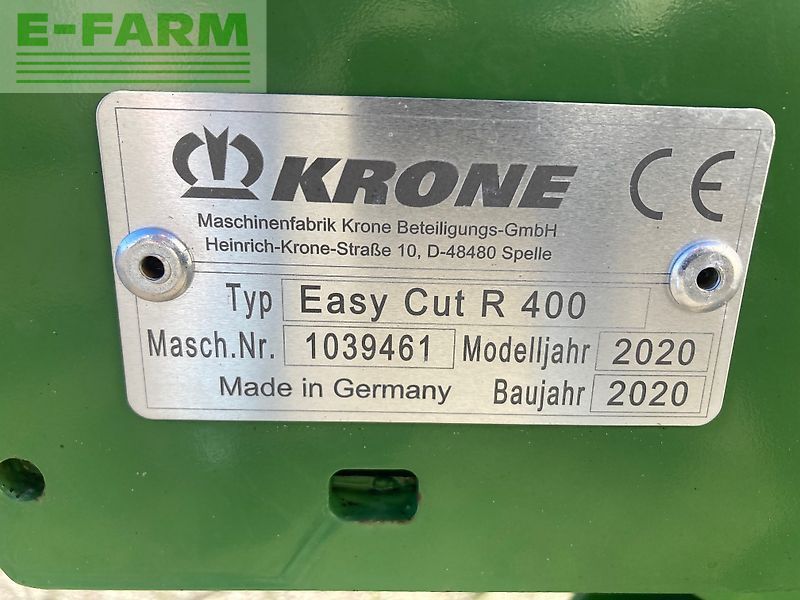 E-FARM
KRONE
CE
Maschinenfabrik Krone Beteiligungs-GmbH
Heinrich-Krone-Straße 10, D-48480 Spelle
Typ Easy Cut R 400
Masch.Nr. 1039461 Modelljahr 2020
Made in Germany Baujahr 2020